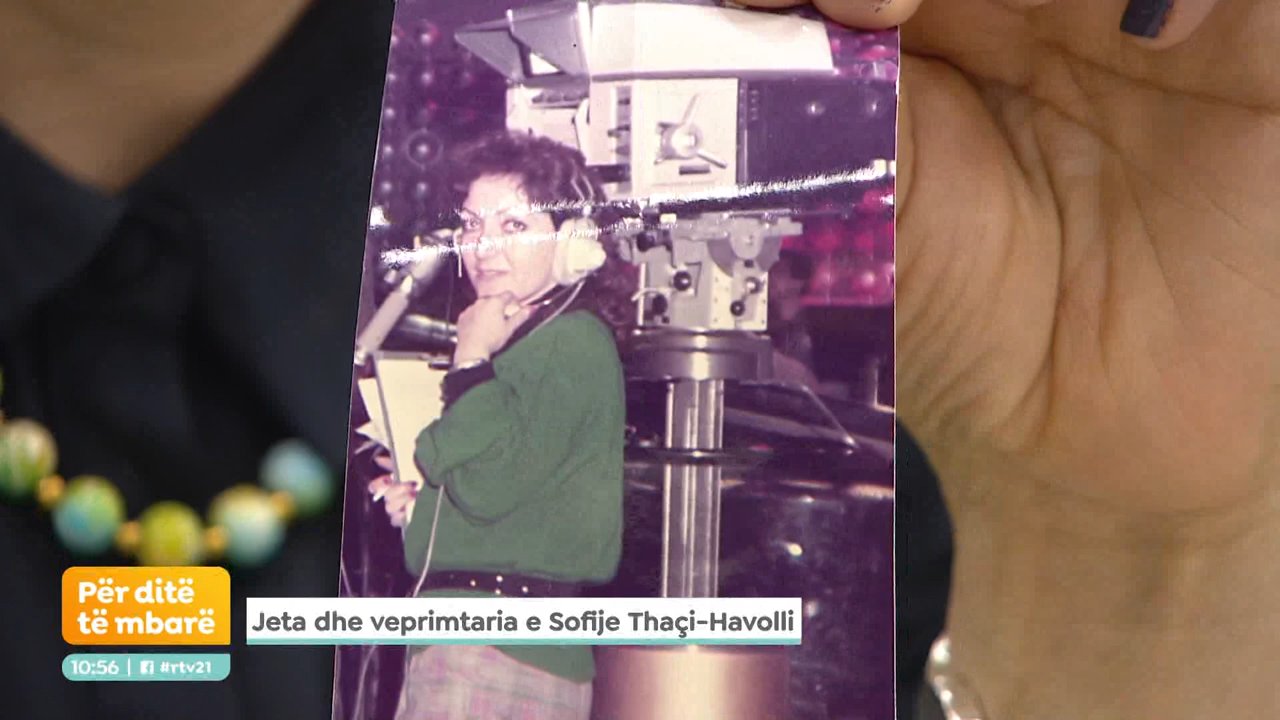 Për ditë
të mbarë
Jeta dhe veprimtaria e Sofije Thaçi-Havolli
10:56 | #rtv21